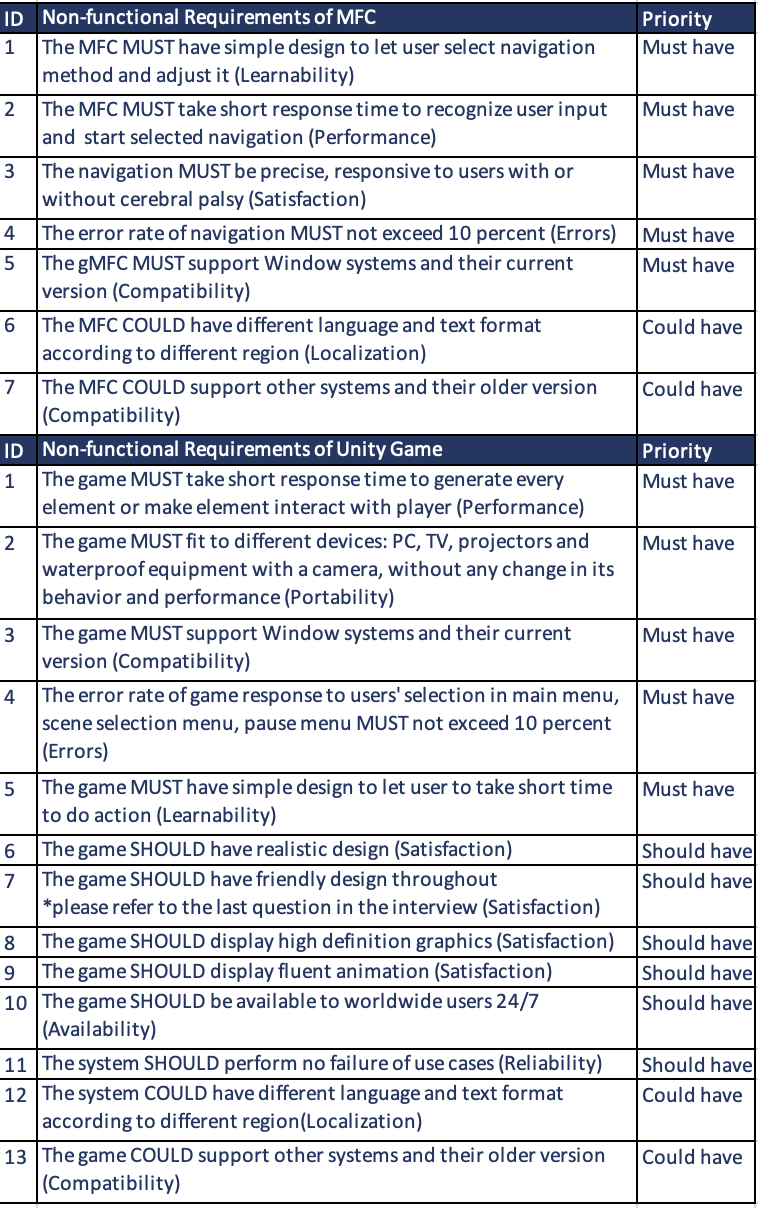 ID Non-functional Requirements of MFC Priority
1 The MFC MUST have simple design to let user select navigation Must have
method and adjust it (Learnability)
2 The MFC MUST take short response time to recognize user input Must have
and start selected navigation (Performance)
3 The navigation MUST be precise, responsive to users with or Must have
without cerebral palsy (Satisfaction)
4 The error rate of navigation MUST not exceed 10 percent (Errors) Must have
5 The gMFC MUST support Window systems and their current Must have
version (Compatibility)
6 The MFC COULD have different language and text format Could have
according to different region (Localization)
7 The MFC COULD support other systems and their older version Could have
(Compatibility)
ID Non-functional Requirements of Unity Game Priority
1 The game MUST take short response time to generate every Must have
element or make element interact with player (Performance)
2 The game MUST fit to different devices: PC, TV, projectors and Must have
waterproof equipment with a camera, without any change in its
behavior and performance (Portability)
3 The game MUST support Window systems and their current Must have
version (Compatibility)
4 The error rate of game response to users' selection in main menu, Must have
scene selection menu, pause menu MUST not exceed 10 percent
(Errors)
5 The game MUST have simple design to let user to take short time Must have
to do action (Learnability)
6 The game SHOULD have realistic design (Satisfaction) Should have
7 The game SHOULD have friendly design throughout Should have
*please refer to the last question in the interview (Satisfaction)
8 The game SHOULD display high definition graphics (Satisfaction) Should have
9 The game SHOULD display fluent animation (Satisfaction) Should have
10 The game SHOULD be available to worldwide users 24/7 Should have
(Availability)
11 The system SHOULD perform no failure of use cases (Reliability) Should have
12 The system COULD have different language and text format Could have
according to different region(Localization)
13 The game COULD support other systems and their older version Could have
(Compatibility)